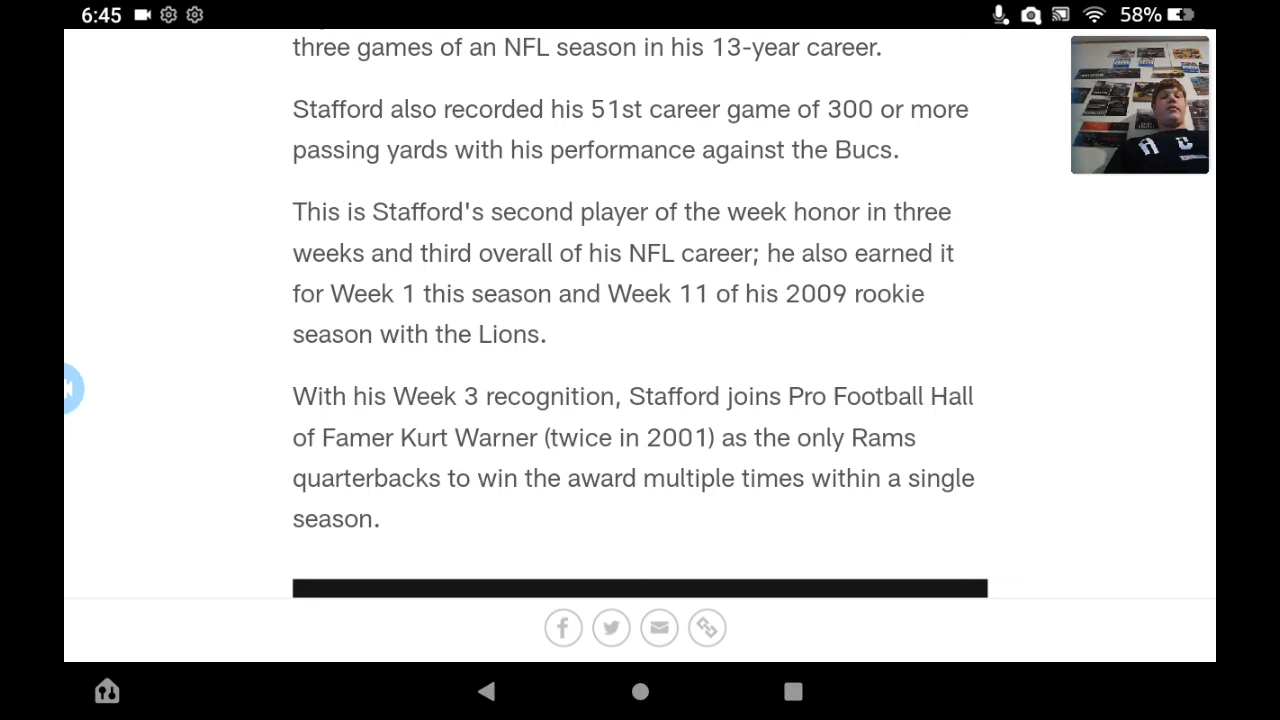 6:45
58%
three games of an NFL season in his 13-year career.
Stafford also recorded his 51st career game of 300 or more
passing yards with his performance against the Bucs.
This is Stafford's second player of the week honor in three
weeks and third overall of his NFL career; he also earned it
for Week 1 this season and Week 11 of his 2009 rookie
season with the Lions.
With his Week 3 recognition, Stafford joins Pro Football Hall
of Famer Kurt Warner (twice in 2001) as the only Rams
quarterbacks to win the award multiple times within a single
season.